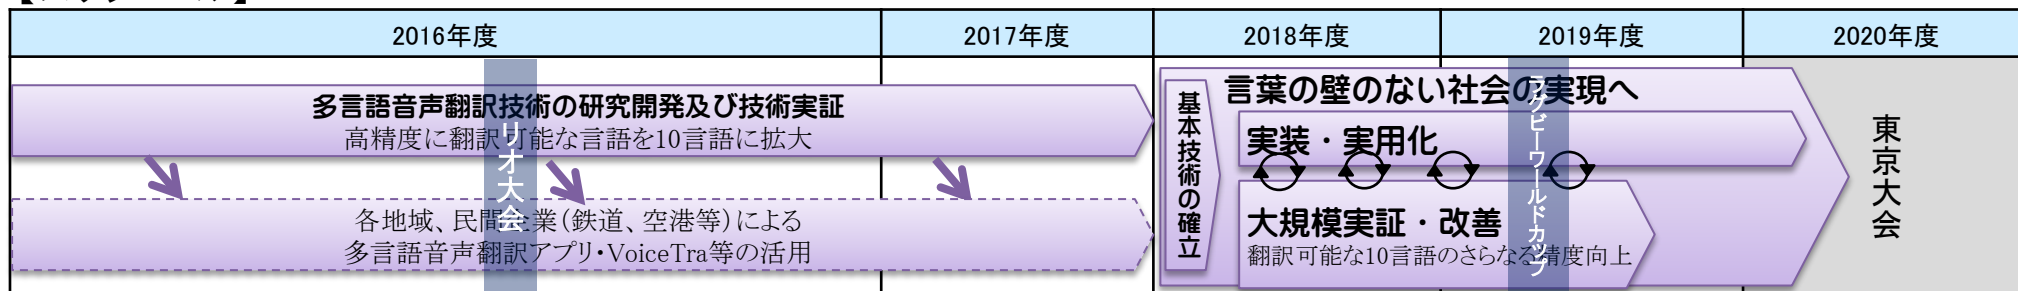 2016年度
2017年度
2018年度
2019年度
2020年度
多言語音声翻訳技術の研究開発及び技術実証
高精度に翻訳可能な言語を10言語に拡大
リオ大会
各地域、民間企業(鉄道、空港等)による
多言語音声翻訳アプリ・VoiceTra等の活用
基本技術の確立
言葉の壁のない社会の実現へ
実装・実用化
大規模実証・改善
翻訳可能な10言語のさらなる精度向上
ラグビーワールドカップ
東京大会